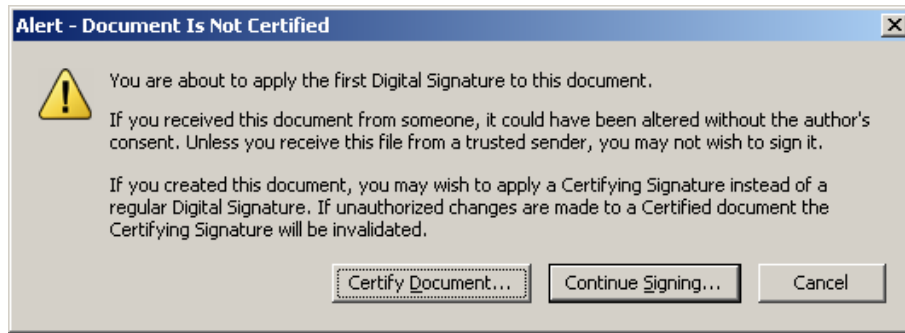 Alert - Document Is Not Certified
You are about to apply the first Digital Signature to this document.
If you received this document from someone, it could have been altered without the author's
consent. Unless you receive this file from a trusted sender, you may not wish to sign it.
If you created this document, you may wish to apply a Certifying Signature instead of a
regular Digital Signature. If unauthorized changes are made to a Certified document the
Certifying Signature will be invalidated.
Certify Document... Continue Signing... Cancel